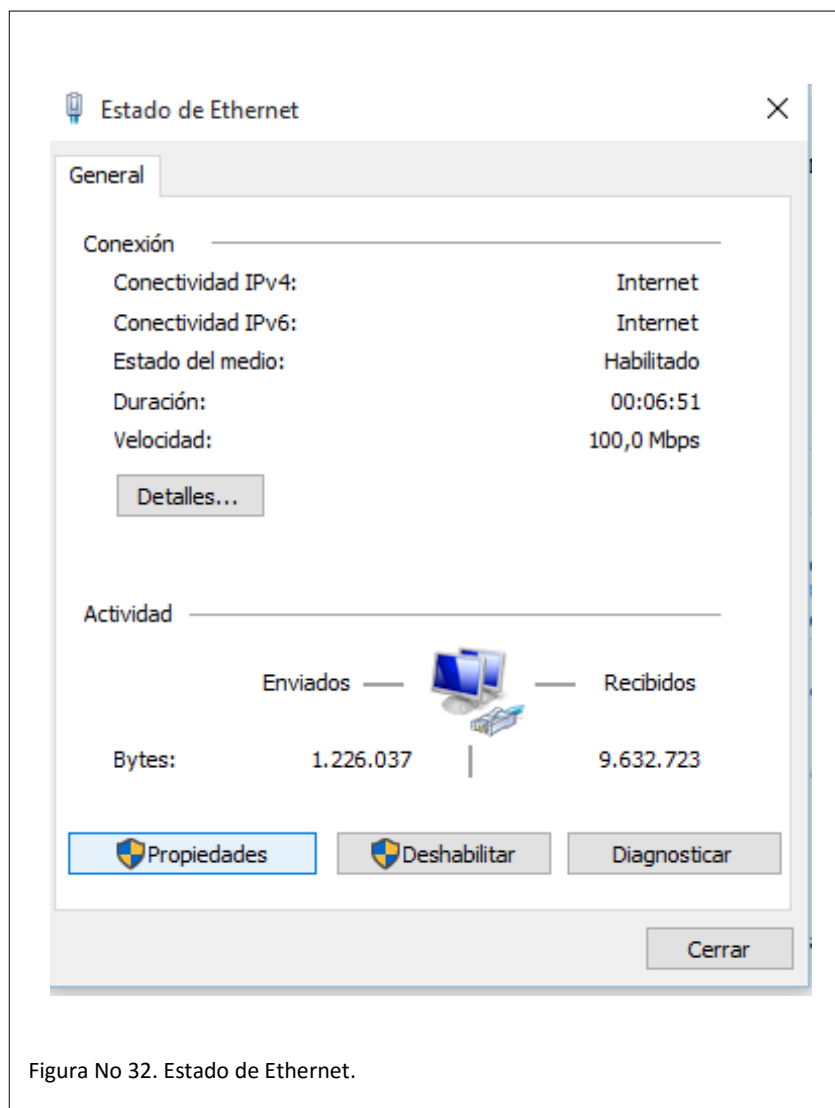 Estado de Ethernet
General
Conexión
Conectividad IPv4: Internet
Conectividad IPv6: Internet
Estado del medio: Habilitado
Duración: 00:06:51
Velocidad: 100,0 Mbps
Detalles...
Actividad
Enviados Recibidos
Bytes: 1.226.037 9.632.723
Propiedades Deshabilitar Diagnosticar
Cerrar
Figura No 32. Estado de Ethernet.